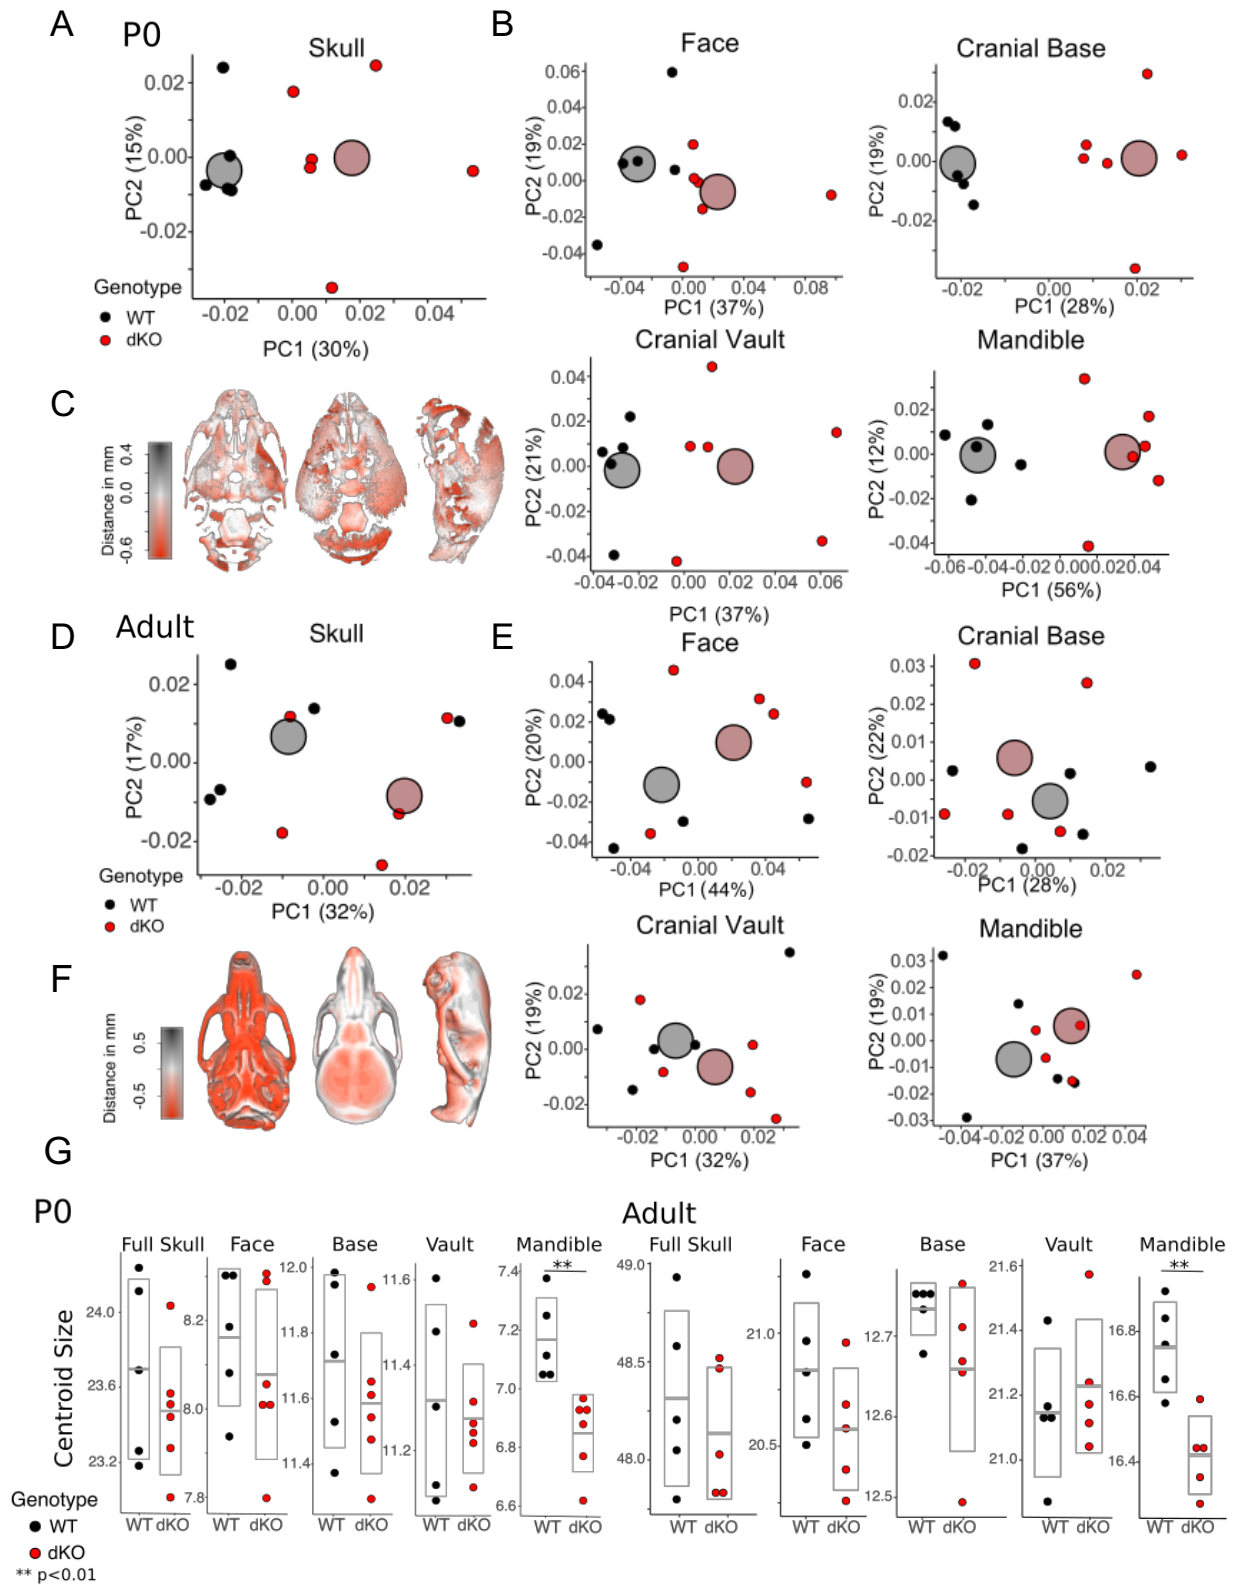 A
P0
Skull
0.02
0.00
-0.02
PC2 (15%)
-0.02
0.00
0.02
0.04
PC1 (30%)
Genotype
WT
dKO
B
Face
0.06
0.04
0.02
0.00
-0.02
-0.04
PC2 (19%)
-0.04
0.00
0.04
0.08
PC1 (37%)
Cranial Base
0.02
0.00
-0.02
PC2 (19%)
-0.02
0.00
0.02
PC1 (28%)
Cranial Vault
0.04
0.02
0.00
-0.02
-0.04
PC2 (21%)
-0.04
-0.02
0.00
0.02
0.04
0.06
PC1 (37%)
Mandible
0.02
0.00
-0.02
-0.04
PC2 (12%)
-0.06
-0.04
-0.02
0.00
0.02
0.04
PC1 (56%)
C
Distance in mm
0.4
0.0
-0.6
D
Adult
Skull
0.02
0.00
-0.02
PC2 (17%)
-0.02
0.00
0.02
PC1 (32%)
Genotype
WT
dKO
E
Face
0.04
0.02
0.00
-0.02
-0.04
PC2 (20%)
-0.04
0.00
0.04
PC1 (44%)
Cranial Base
0.03
0.02
0.01
0.00
-0.01
-0.02
PC2 (22%)
-0.02
0.00
0.02
PC1 (28%)
Cranial Vault
0.02
0.00
-0.02
PC2 (19%)
-0.02
0.00
0.02
PC1 (32%)
Mandible
0.03
0.02
0.01
0.00
-0.01
-0.02
-0.03
PC2 (19%)
-0.04
-0.02
0.00
0.02
0.04
PC1 (37%)
F
Distance in mm
0.5
-0.5
G
P0
Adult
Centroid Size
Full Skull
24.0
23.6
23.2
WT dKO
Face
8.2
8.0
7.8
WT dKO
Base
12.0
11.8
11.6
11.4
WT dKO
Vault
11.6
11.4
11.2
WT dKO
Mandible
**
7.4
7.2
7.0
6.8
6.6
WT dKO
Full Skull
49.0
48.5
48.0
WT dKO
Face
21.0
20.5
WT dKO
Base
12.7
12.6
12.5
WT dKO
Vault
21.6
21.4
21.2
21.0
WT dKO
Mandible
**
16.8
16.6
16.4
WT dKO
Genotype
WT
dKO
** p<0.01